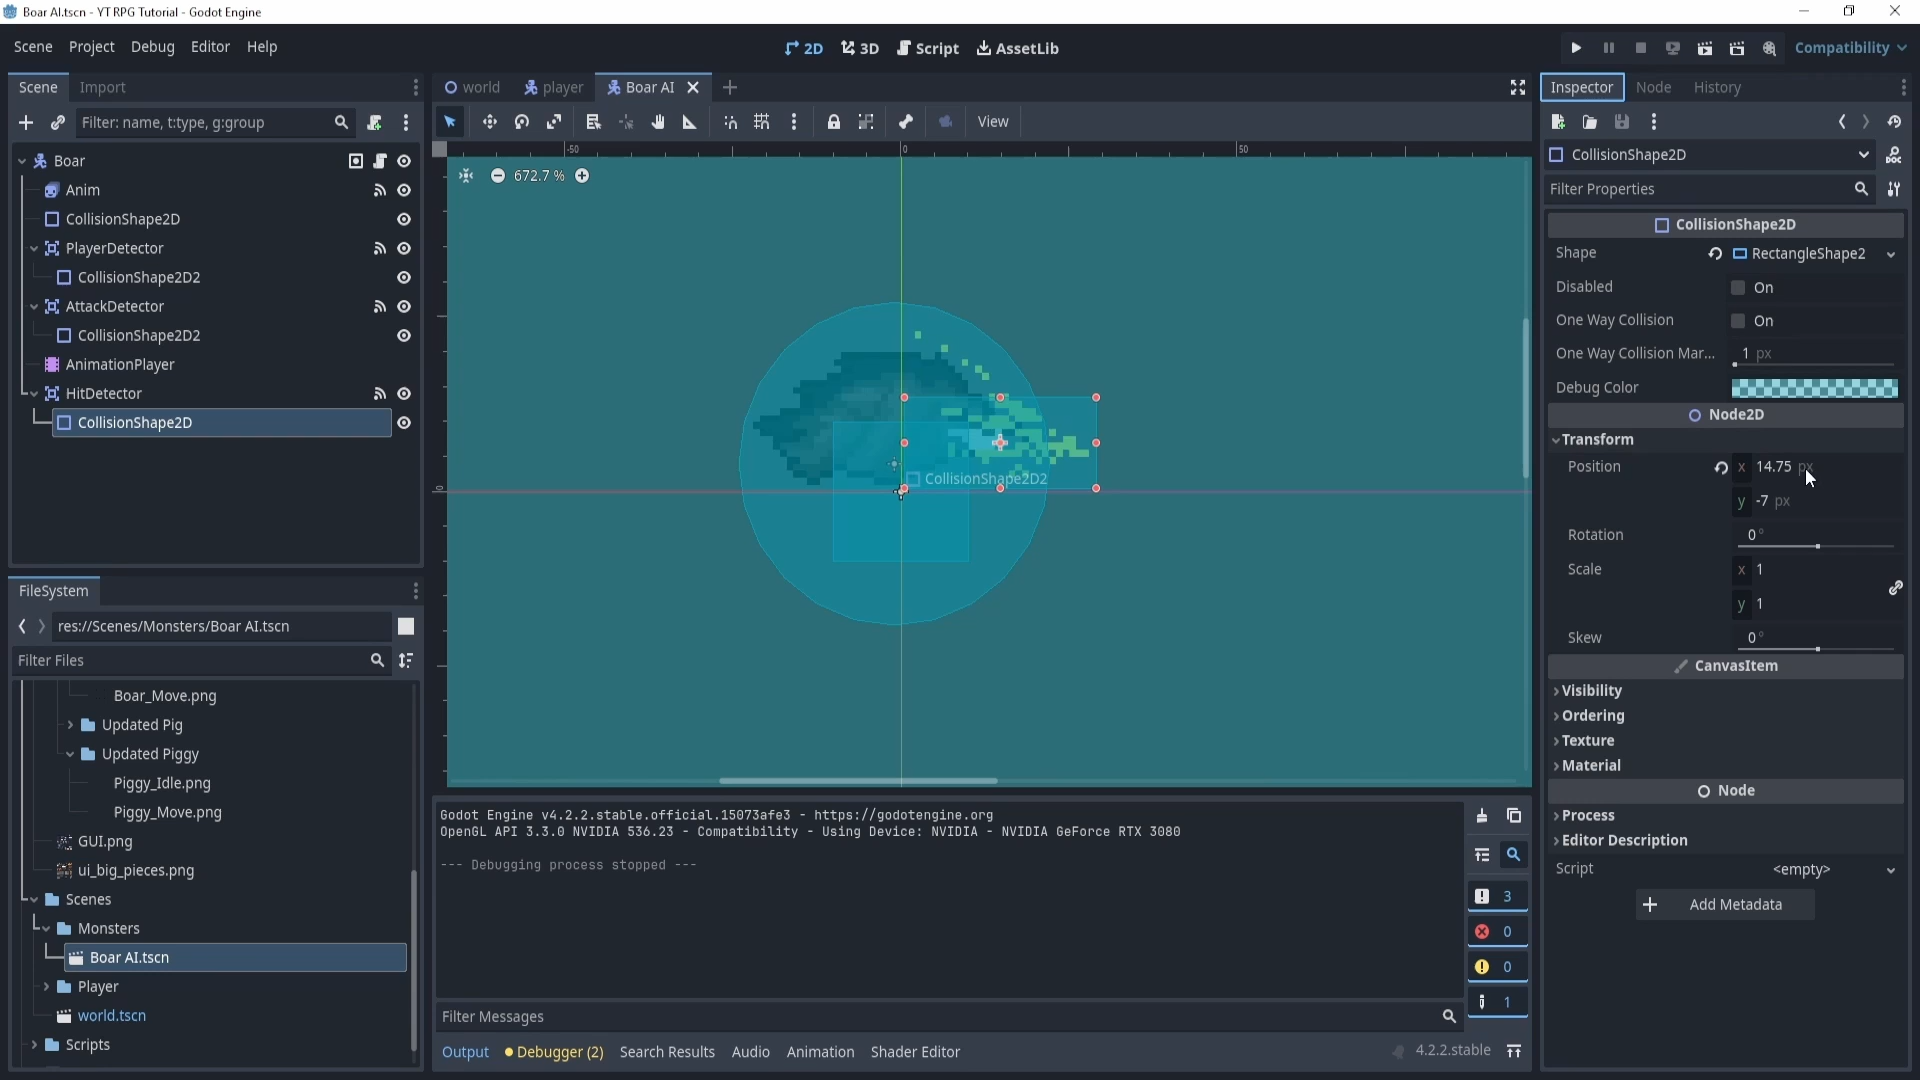 Boar AI.tscn - YT RPG Tutorial - Godot Engine
Scene Project Debug Editor Help
2D 3D Script AssetLib
Compatibility
Scene Import
world player Boar AI
Inspector Node History
Filter: name, t:type, g:group
View
Boar
Anim
CollisionShape2D
PlayerDetector
CollisionShape2D2
AttackDetector
CollisionShape2D2
AnimationPlayer
HitDetector
CollisionShape2D
-50 0 50
672.7 %
0
CollisionShape2D2
CollisionShape2D
Filter Properties
CollisionShape2D
Shape RectangleShape2
Disabled On
One Way Collision On
One Way Collision Mar... 1 px
Debug Color
Node2D
Transform
Position x 14.75 px
y -7 px
Rotation 0 °
Scale x 1
y 1
Skew 0 °
CanvasItem
Visibility
Ordering
Texture
Material
Node
Process
Editor Description
Script <empty>
Add Metadata
FileSystem
res://Scenes/Monsters/Boar AI.tscn
Filter Files
Boar_Move.png
Updated Pig
Updated Piggy
Piggy_Idle.png
Piggy_Move.png
GUI.png
ui_big_pieces.png
Scenes
Monsters
Boar AI.tscn
Player
world.tscn
Scripts
Godot Engine v4.2.2.stable.official.15073afe3 - https://godotengine.org
OpenGL API 3.3.0 NVIDIA 536.23 - Compatibility - Using Device: NVIDIA - NVIDIA GeForce RTX 3080
--- Debugging process stopped ---
3
0
0
1
Filter Messages
Output Debugger (2) Search Results Audio Animation Shader Editor
4.2.2.stable